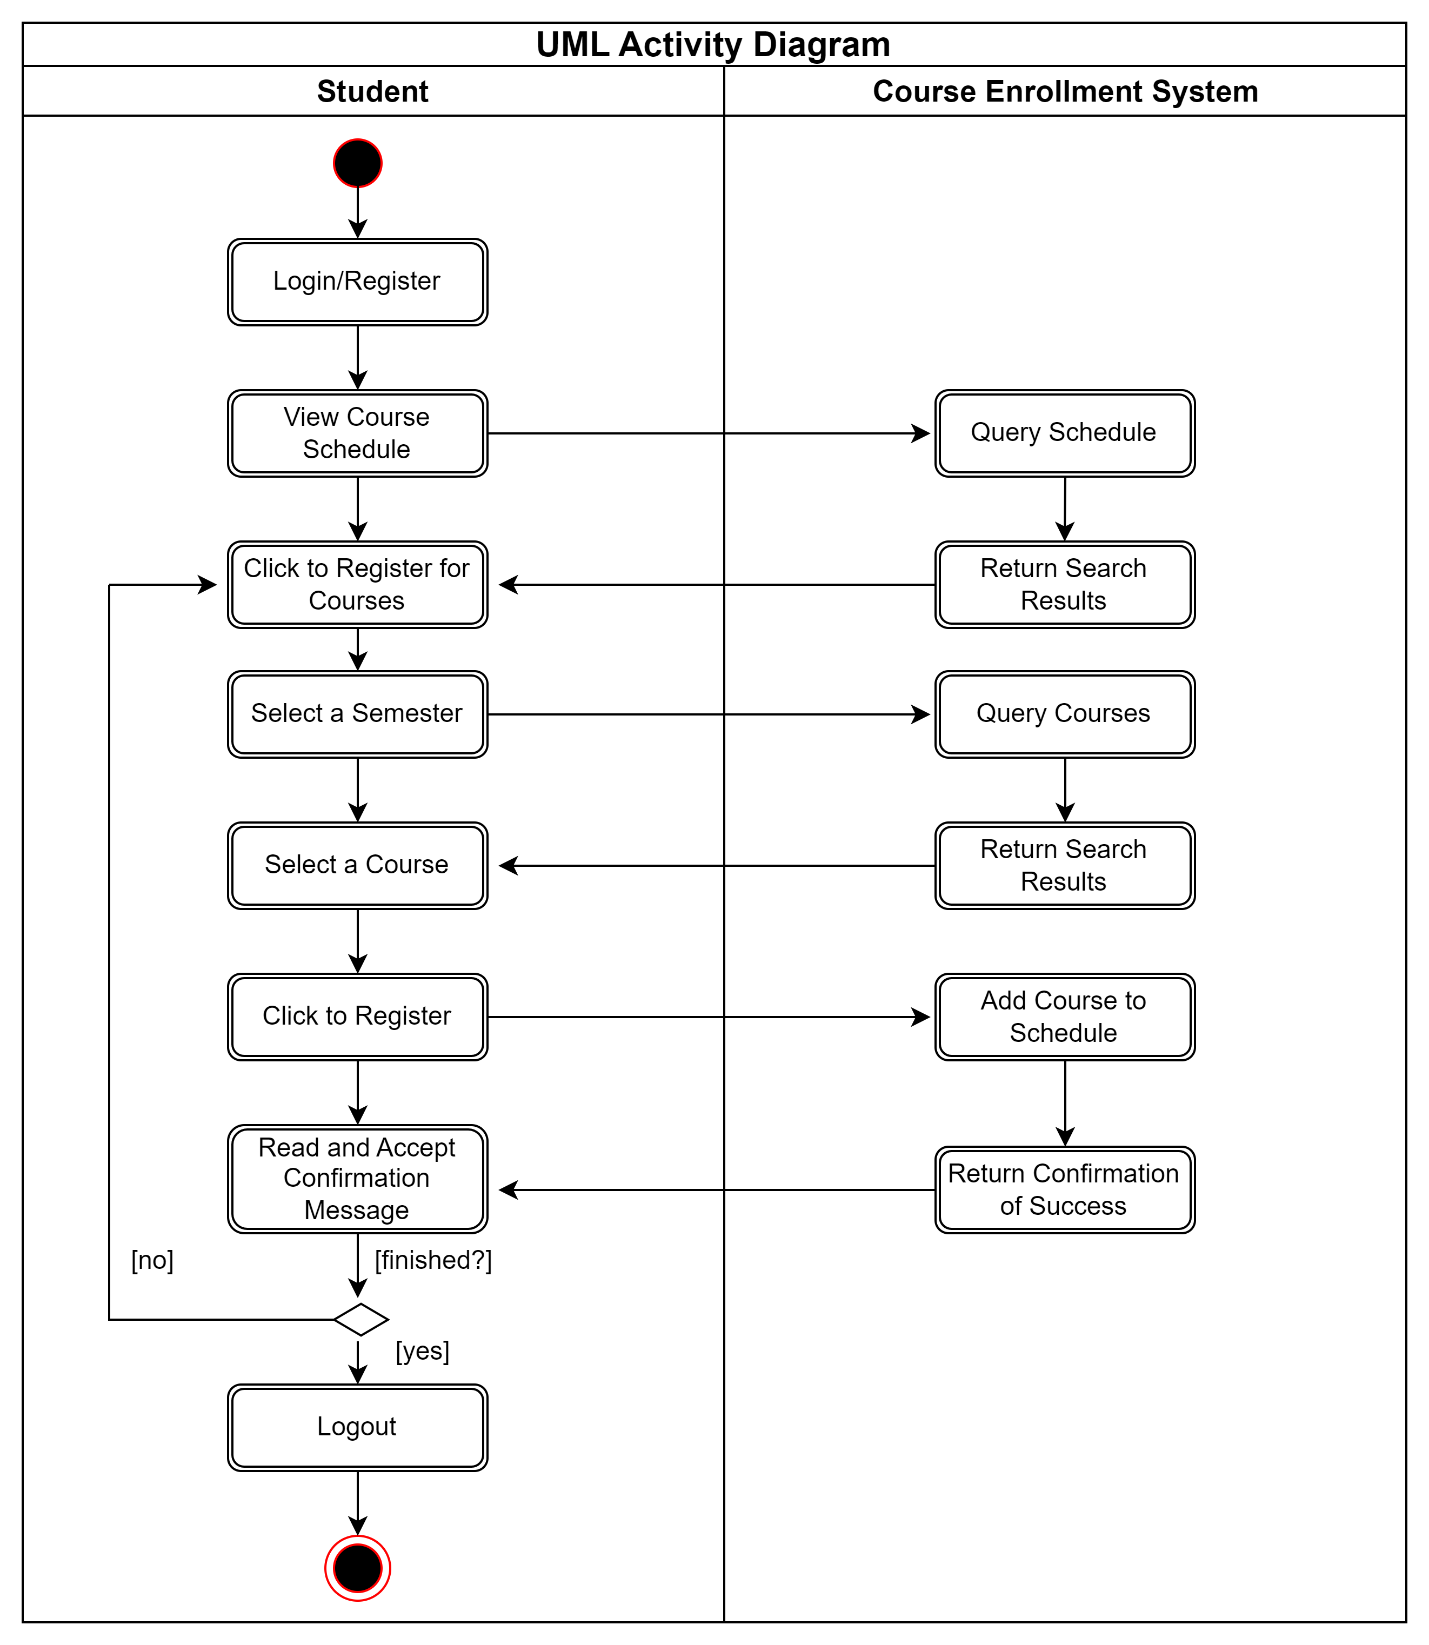 UML Activity Diagram
Student
Course Enrollment System
Login/Register
View Course
Schedule
Query Schedule
Click to Register for
Courses
Return Search
Results
Select a Semester
Query Courses
Select a Course
Return Search
Results
Click to Register
Add Course to
Schedule
Read and Accept
Confirmation
Message
Return Confirmation
of Success
[no]
[finished?]
[yes]
Logout